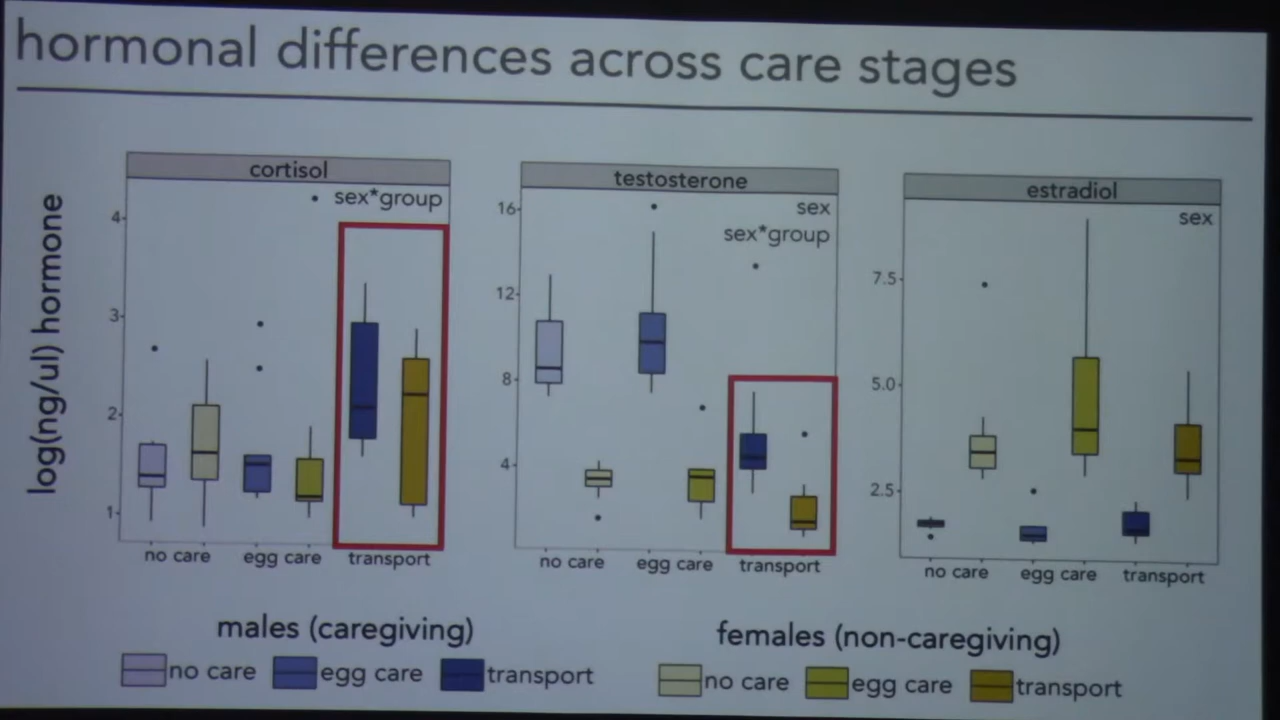 hormonal differences across care stages
log(ng/ul) hormone
cortisol
sex*group
4
3
2
1
no care egg care transport
testosterone
sex
sex*group
16
12
8
4
no care egg care transport
estradiol
sex
7.5
5.0
2.5
no care egg care transport
males (caregiving)
no care egg care transport
females (non-caregiving)
no care egg care transport